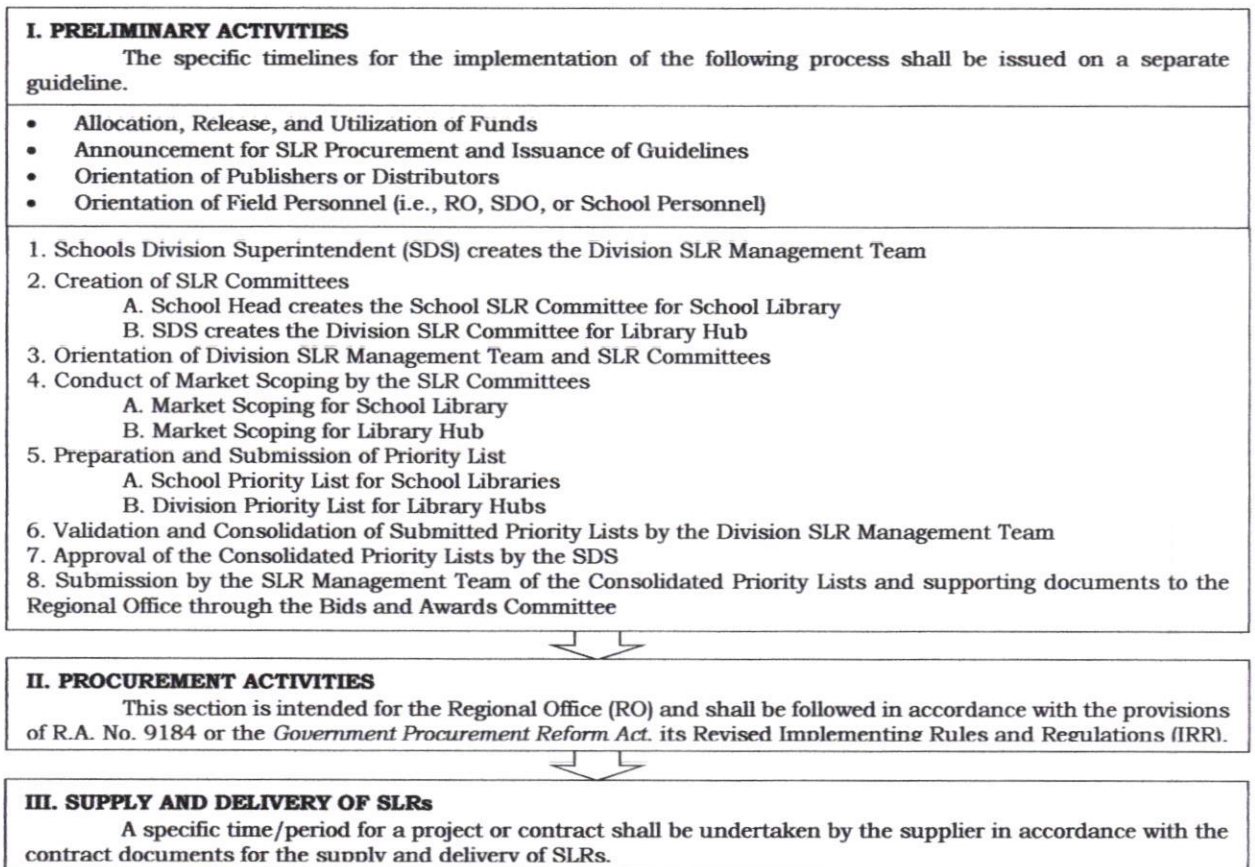 I. PRELIMINARY ACTIVITIES
The specific timelines for the implementation of the following process shall be issued on a separate
guideline.
• Allocation, Release, and Utilization of Funds
• Announcement for SLR Procurement and Issuance of Guidelines
• Orientation of Publishers or Distributors
• Orientation of Field Personnel (i.e., RO, SDO, or School Personnel)
1. Schools Division Superintendent (SDS) creates the Division SLR Management Team
2. Creation of SLR Committees
A. School Head creates the School SLR Committee for School Library
B. SDS creates the Division SLR Committee for Library Hub
3. Orientation of Division SLR Management Team and SLR Committees
4. Conduct of Market Scoping by the SLR Committees
A. Market Scoping for School Library
B. Market Scoping for Library Hub
5. Preparation and Submission of Priority List
A. School Priority List for School Libraries
B. Division Priority List for Library Hubs
6. Validation and Consolidation of Submitted Priority Lists by the Division SLR Management Team
7. Approval of the Consolidated Priority Lists by the SDS
8. Submission by the SLR Management Team of the Consolidated Priority Lists and supporting documents to the
Regional Office through the Bids and Awards Committee
II. PROCUREMENT ACTIVITIES
This section is intended for the Regional Office (RO) and shall be followed in accordance with the provisions
of R.A. No. 9184 or the Government Procurement Reform Act. its Revised Implementing Rules and Regulations (IRR).
III. SUPPLY AND DELIVERY OF SLRs
A specific time/period for a project or contract shall be undertaken by the supplier in accordance with the
contract documents for the supply and delivery of SLRs.